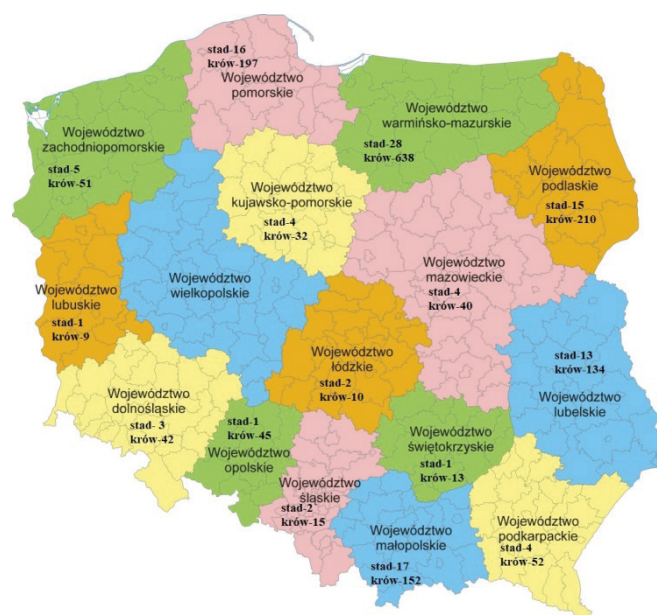 stad-16
krów-197
Województwo
pomorskie
Województwo
warmińsko-mazurskie
stad-28
krów-638
Województwo
zachodniopomorskie
stad-5
krów-51
Województwo
podlaskie
stad-15
krów-210
Województwo
kujawsko-pomorskie
stad-4
krów-32
Województwo
mazowieckie
stad-4
krów-40
Województwo
wielkopolskie
Województwo
lubuskie
stad-1
krów-9
Województwo
łódzkie
stad-2
krów-10
stad-13
krów-134
Województwo
lubelskie
Województwo
dolnośląskie
stad- 3
krów-42
stad-1
krów-45
Województwo
opolskie
Województwo
świętokrzyskie
stad-1
krów-13
Województwo
śląskie
stad-2
krów-15
Województwo
małopolskie
stad-17
krów-152
Województwo
podkarpackie
stad-4
krów-52